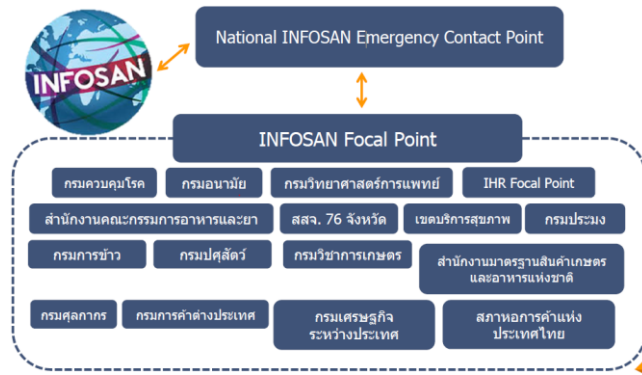 National INFOSAN Emergency Contact Point
INFOSAN
INFOSAN Focal Point
กรมควบคุมโรค
กรมอนามัย
กรมวิทยาศาสตร์การแพทย์
IHR Focal Point
สำนักงานคณะกรรมการอาหารและยา
สสจ. 76 จังหวัด
เขตบริการสุขภาพ
กรมประมง
กรมการข้าว
กรมปศุสัตว์
กรมวิชาการเกษตร
สำนักงานมาตรฐานสินค้าเกษตร
และอาหารแห่งชาติ
กรมศุลกากร
กรมการค้าต่างประเทศ
กรมเศรษฐกิจ
ระหว่างประเทศ
สภาหอการค้าแห่ง
ประเทศไทย